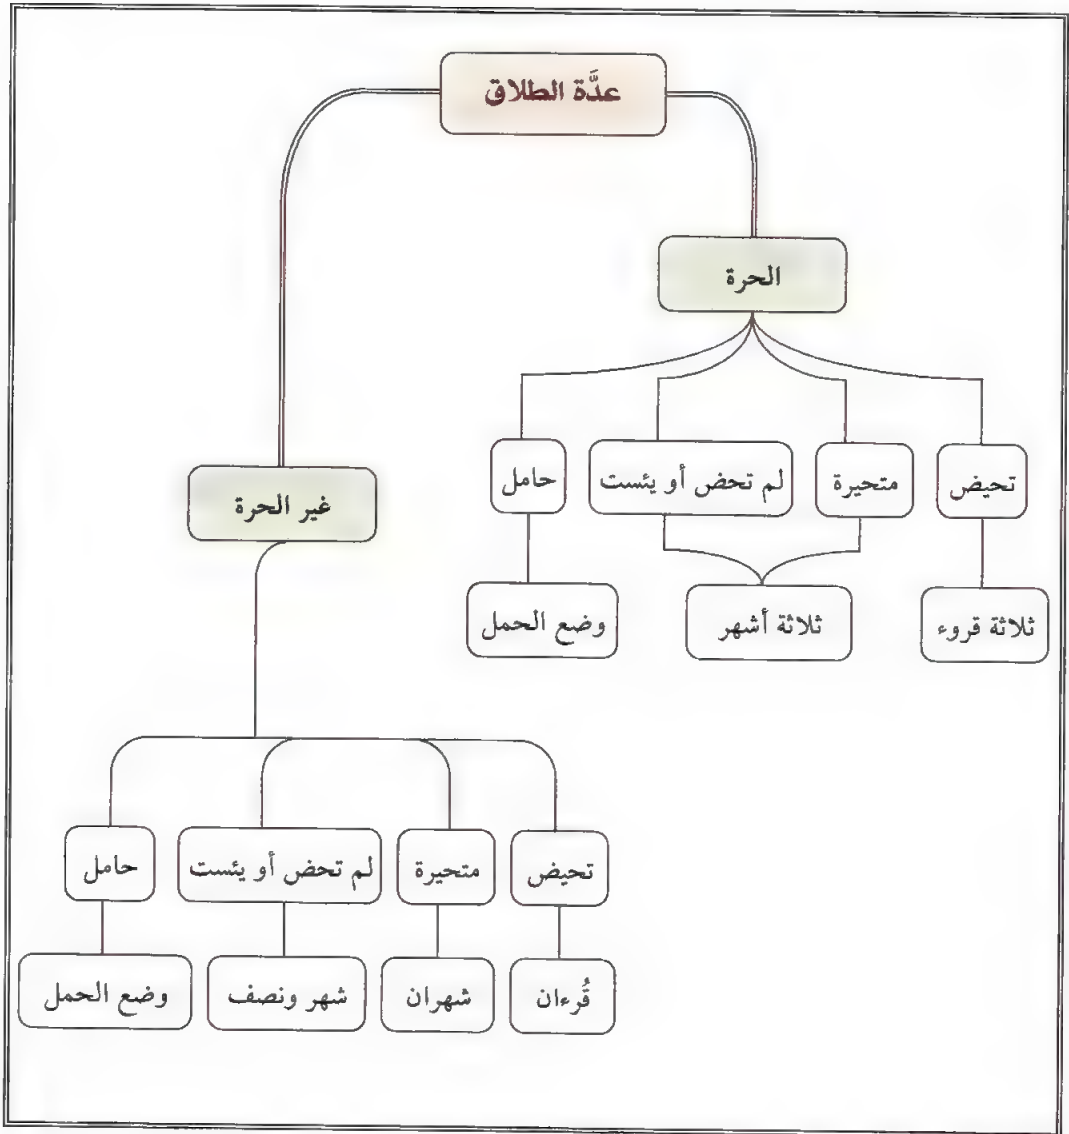 عدَّة الطلاق
الحرة
تحيض
متحيرة
لم تحض أو يئست
حامل
ثلاثة قروء
ثلاثة أشهر
وضع الحمل
غير الحرة
تحيض
متحيرة
لم تحض أو يئست
حامل
قُرءان
شهران
شهر ونصف
وضع الحمل